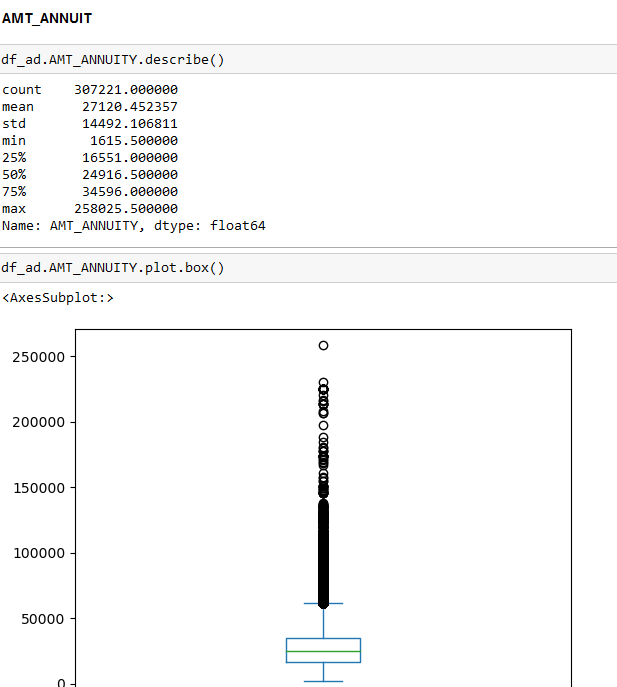 AMT_ANNUIT
df_ad.AMT_ANNUITY.describe()
count    307221.000000
mean      27120.452357
std       14492.106811
min        1615.500000
25%       16551.000000
50%       24916.500000
75%       34596.000000
max      258025.500000
Name: AMT_ANNUITY, dtype: float64
df_ad.AMT_ANNUITY.plot.box()
<AxesSubplot:>
250000
200000
150000
100000
50000
0